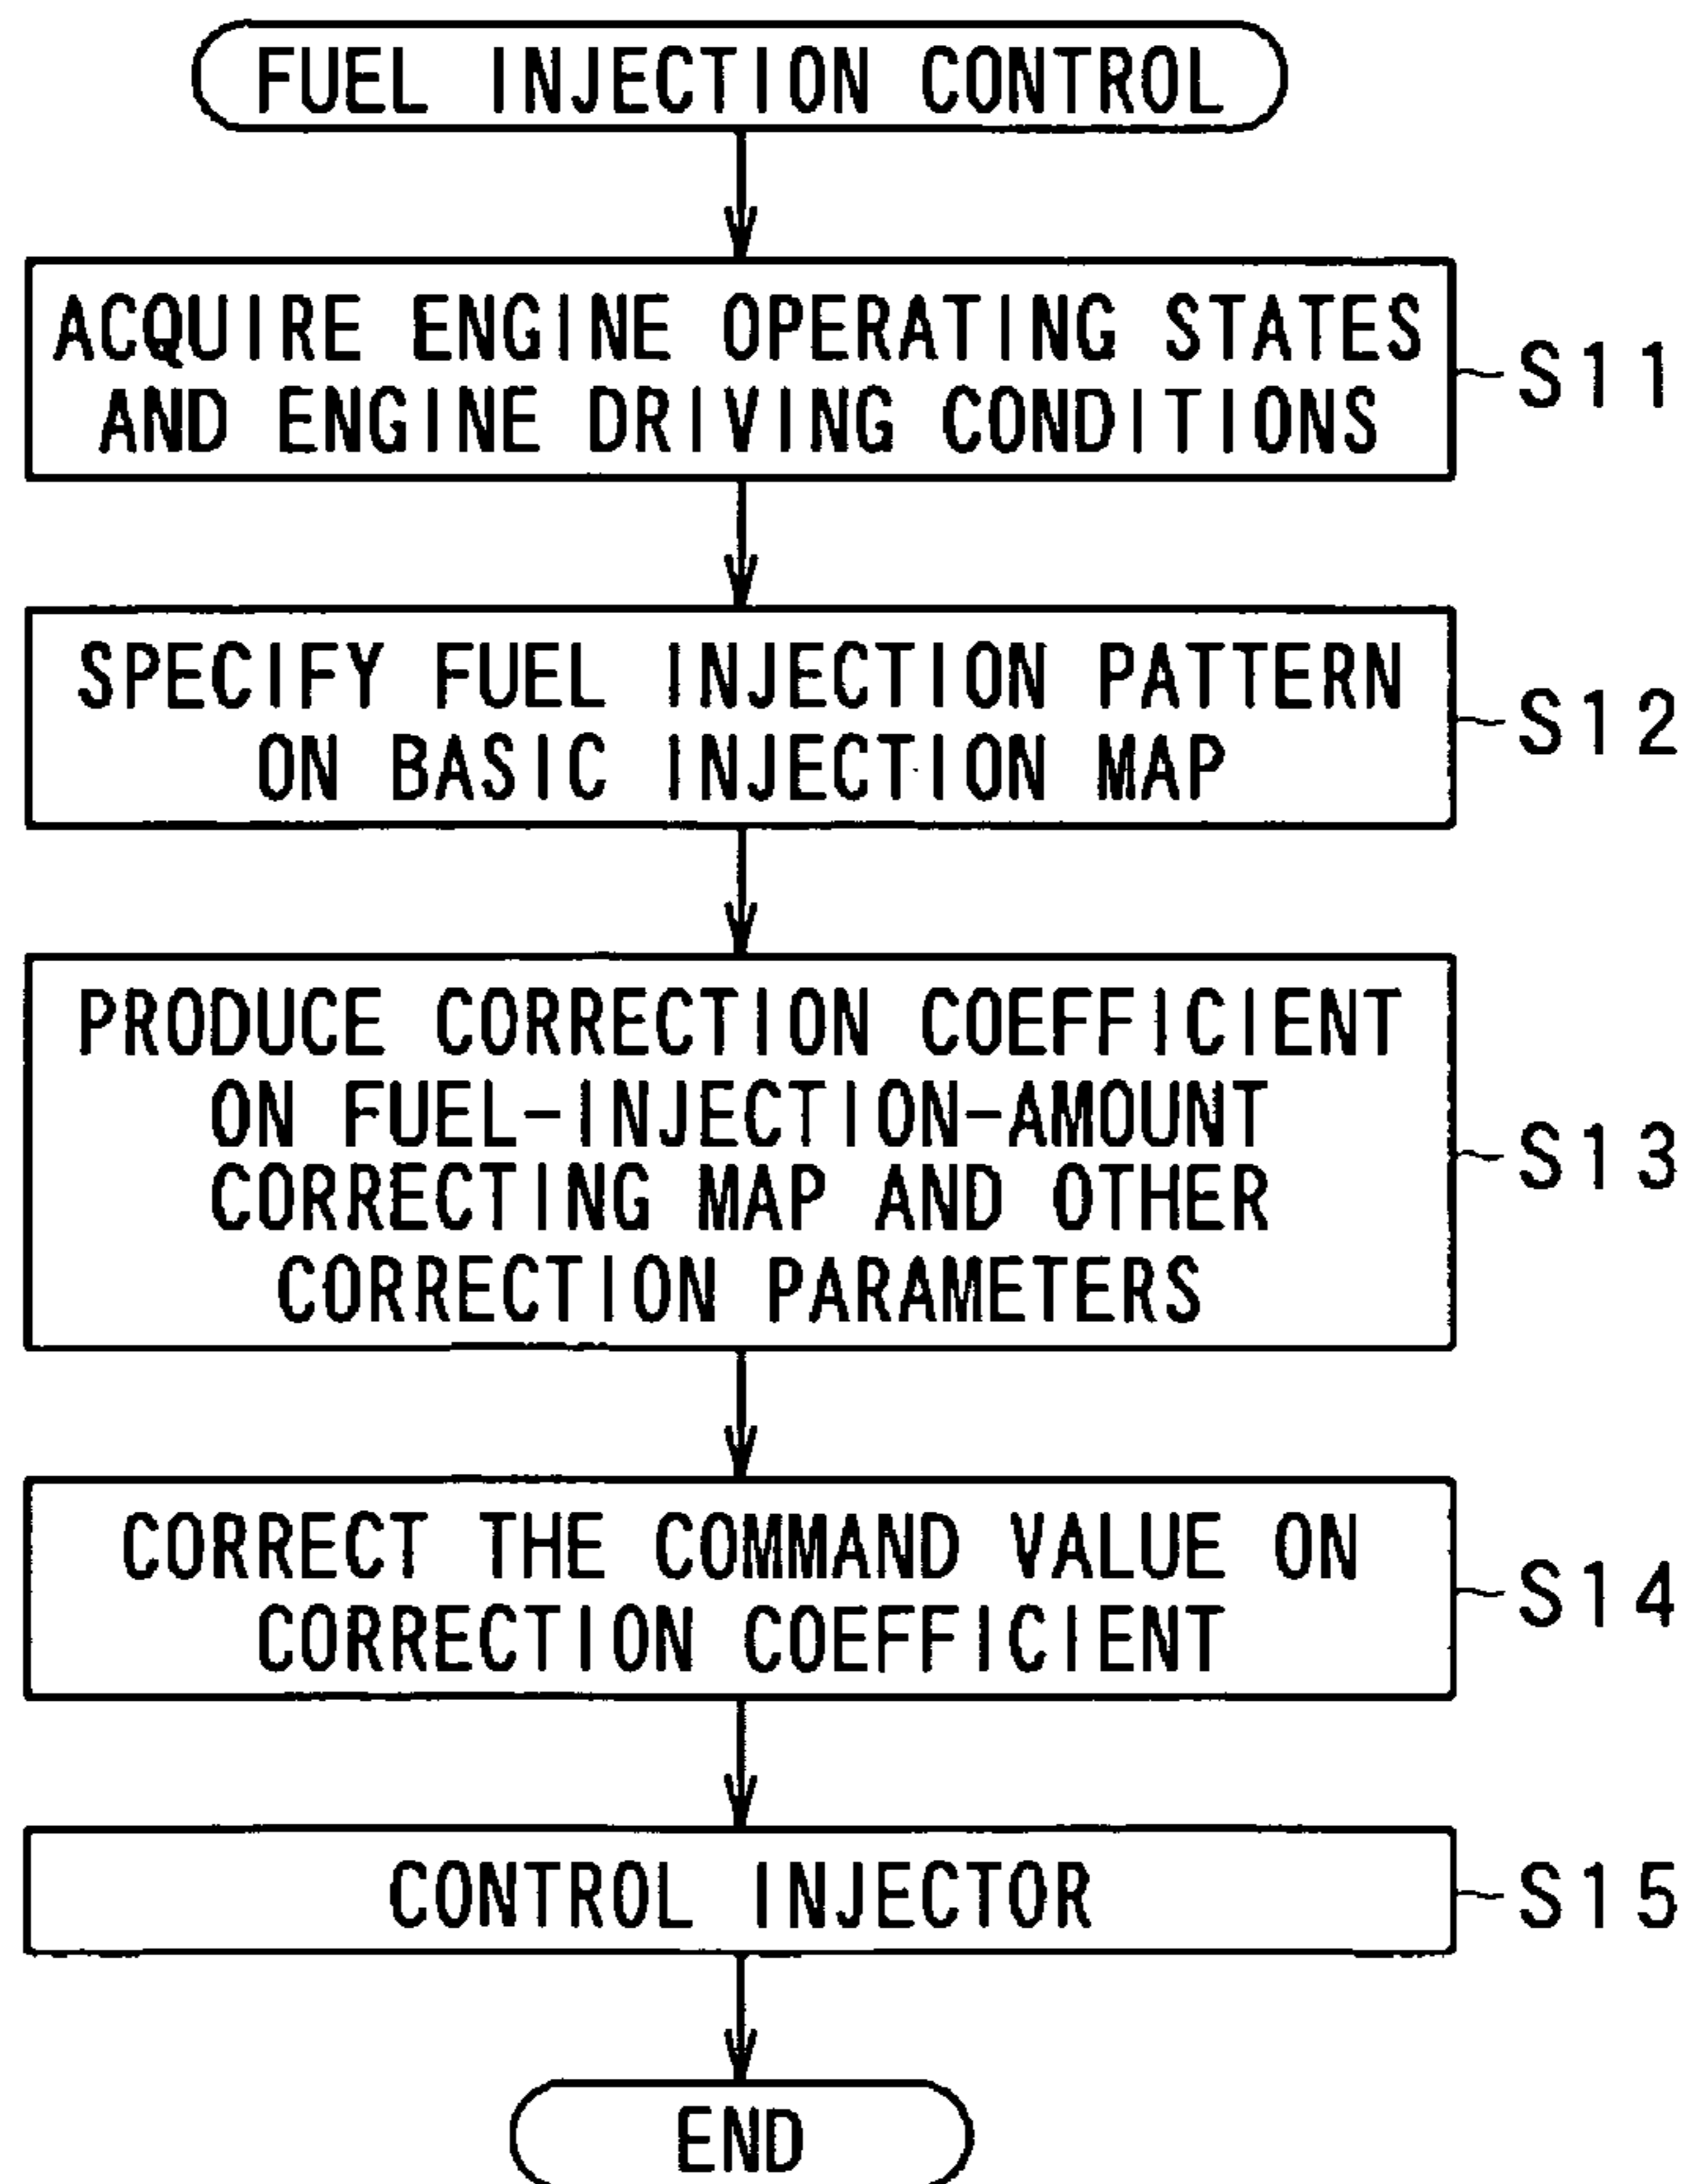 FUEL INJECTION CONTROL
ACQUIRE ENGINE OPERATING STATES
AND ENGINE DRIVING CONDITIONS
S11
SPECIFY FUEL INJECTION PATTERN
ON BASIC INJECTION MAP
S12
PRODUCE CORRECTION COEFFICIENT
ON FUEL-INJECTION-AMOUNT
CORRECTING MAP AND OTHER
CORRECTION PARAMETERS
S13
CORRECT THE COMMAND VALUE ON
CORRECTION COEFFICIENT
S14
CONTROL INJECTOR
S15
END